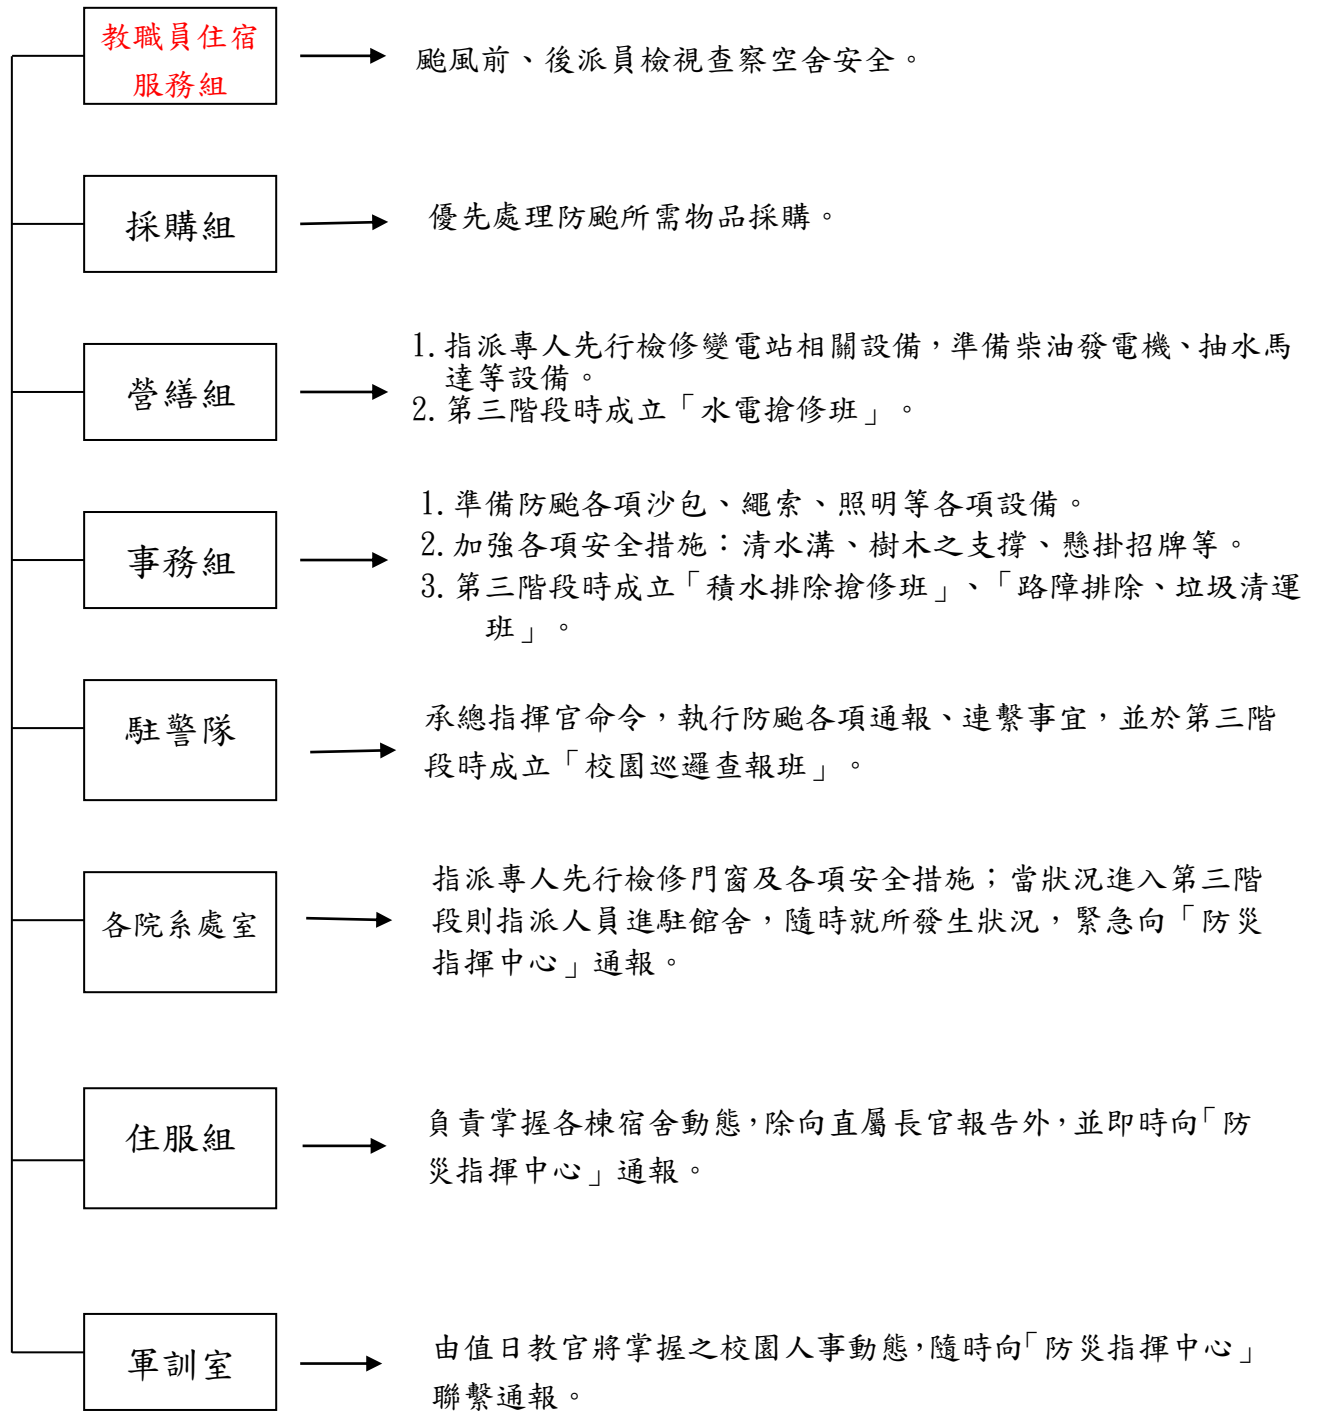 教職員住宿
服務組
颱風前、後派員檢視查察空舍安全。
採購組
優先處理防颱所需物品採購。
營繕組
1.指派專人先行檢修變電站相關設備，準備柴油發電機、抽水馬
達等設備。
2.第三階段時成立「水電搶修班」。
事務組
1.準備防颱各項沙包、繩索、照明等各項設備。
2.加強各項安全措施：清水溝、樹木之支撐、懸掛招牌等。
3.第三階段時成立「積水排除搶修班」、「路障排除、垃圾清運
班」。
駐警隊
承總指揮官命令，執行防颱各項通報、連繫事宜，並於第三階
段時成立「校園巡邏查報班」。
各院系處室
指派專人先行檢修門窗及各項安全措施；當狀況進入第三階
段則指派人員進駐館舍，隨時就所發生狀況，緊急向「防災
指揮中心」通報。
住服組
負責掌握各棟宿舍動態，除向直屬長官報告外，並即時向「防
災指揮中心」通報。
軍訓室
由值日教官將掌握之校園人事動態，隨時向「防災指揮中心」
聯繫通報。